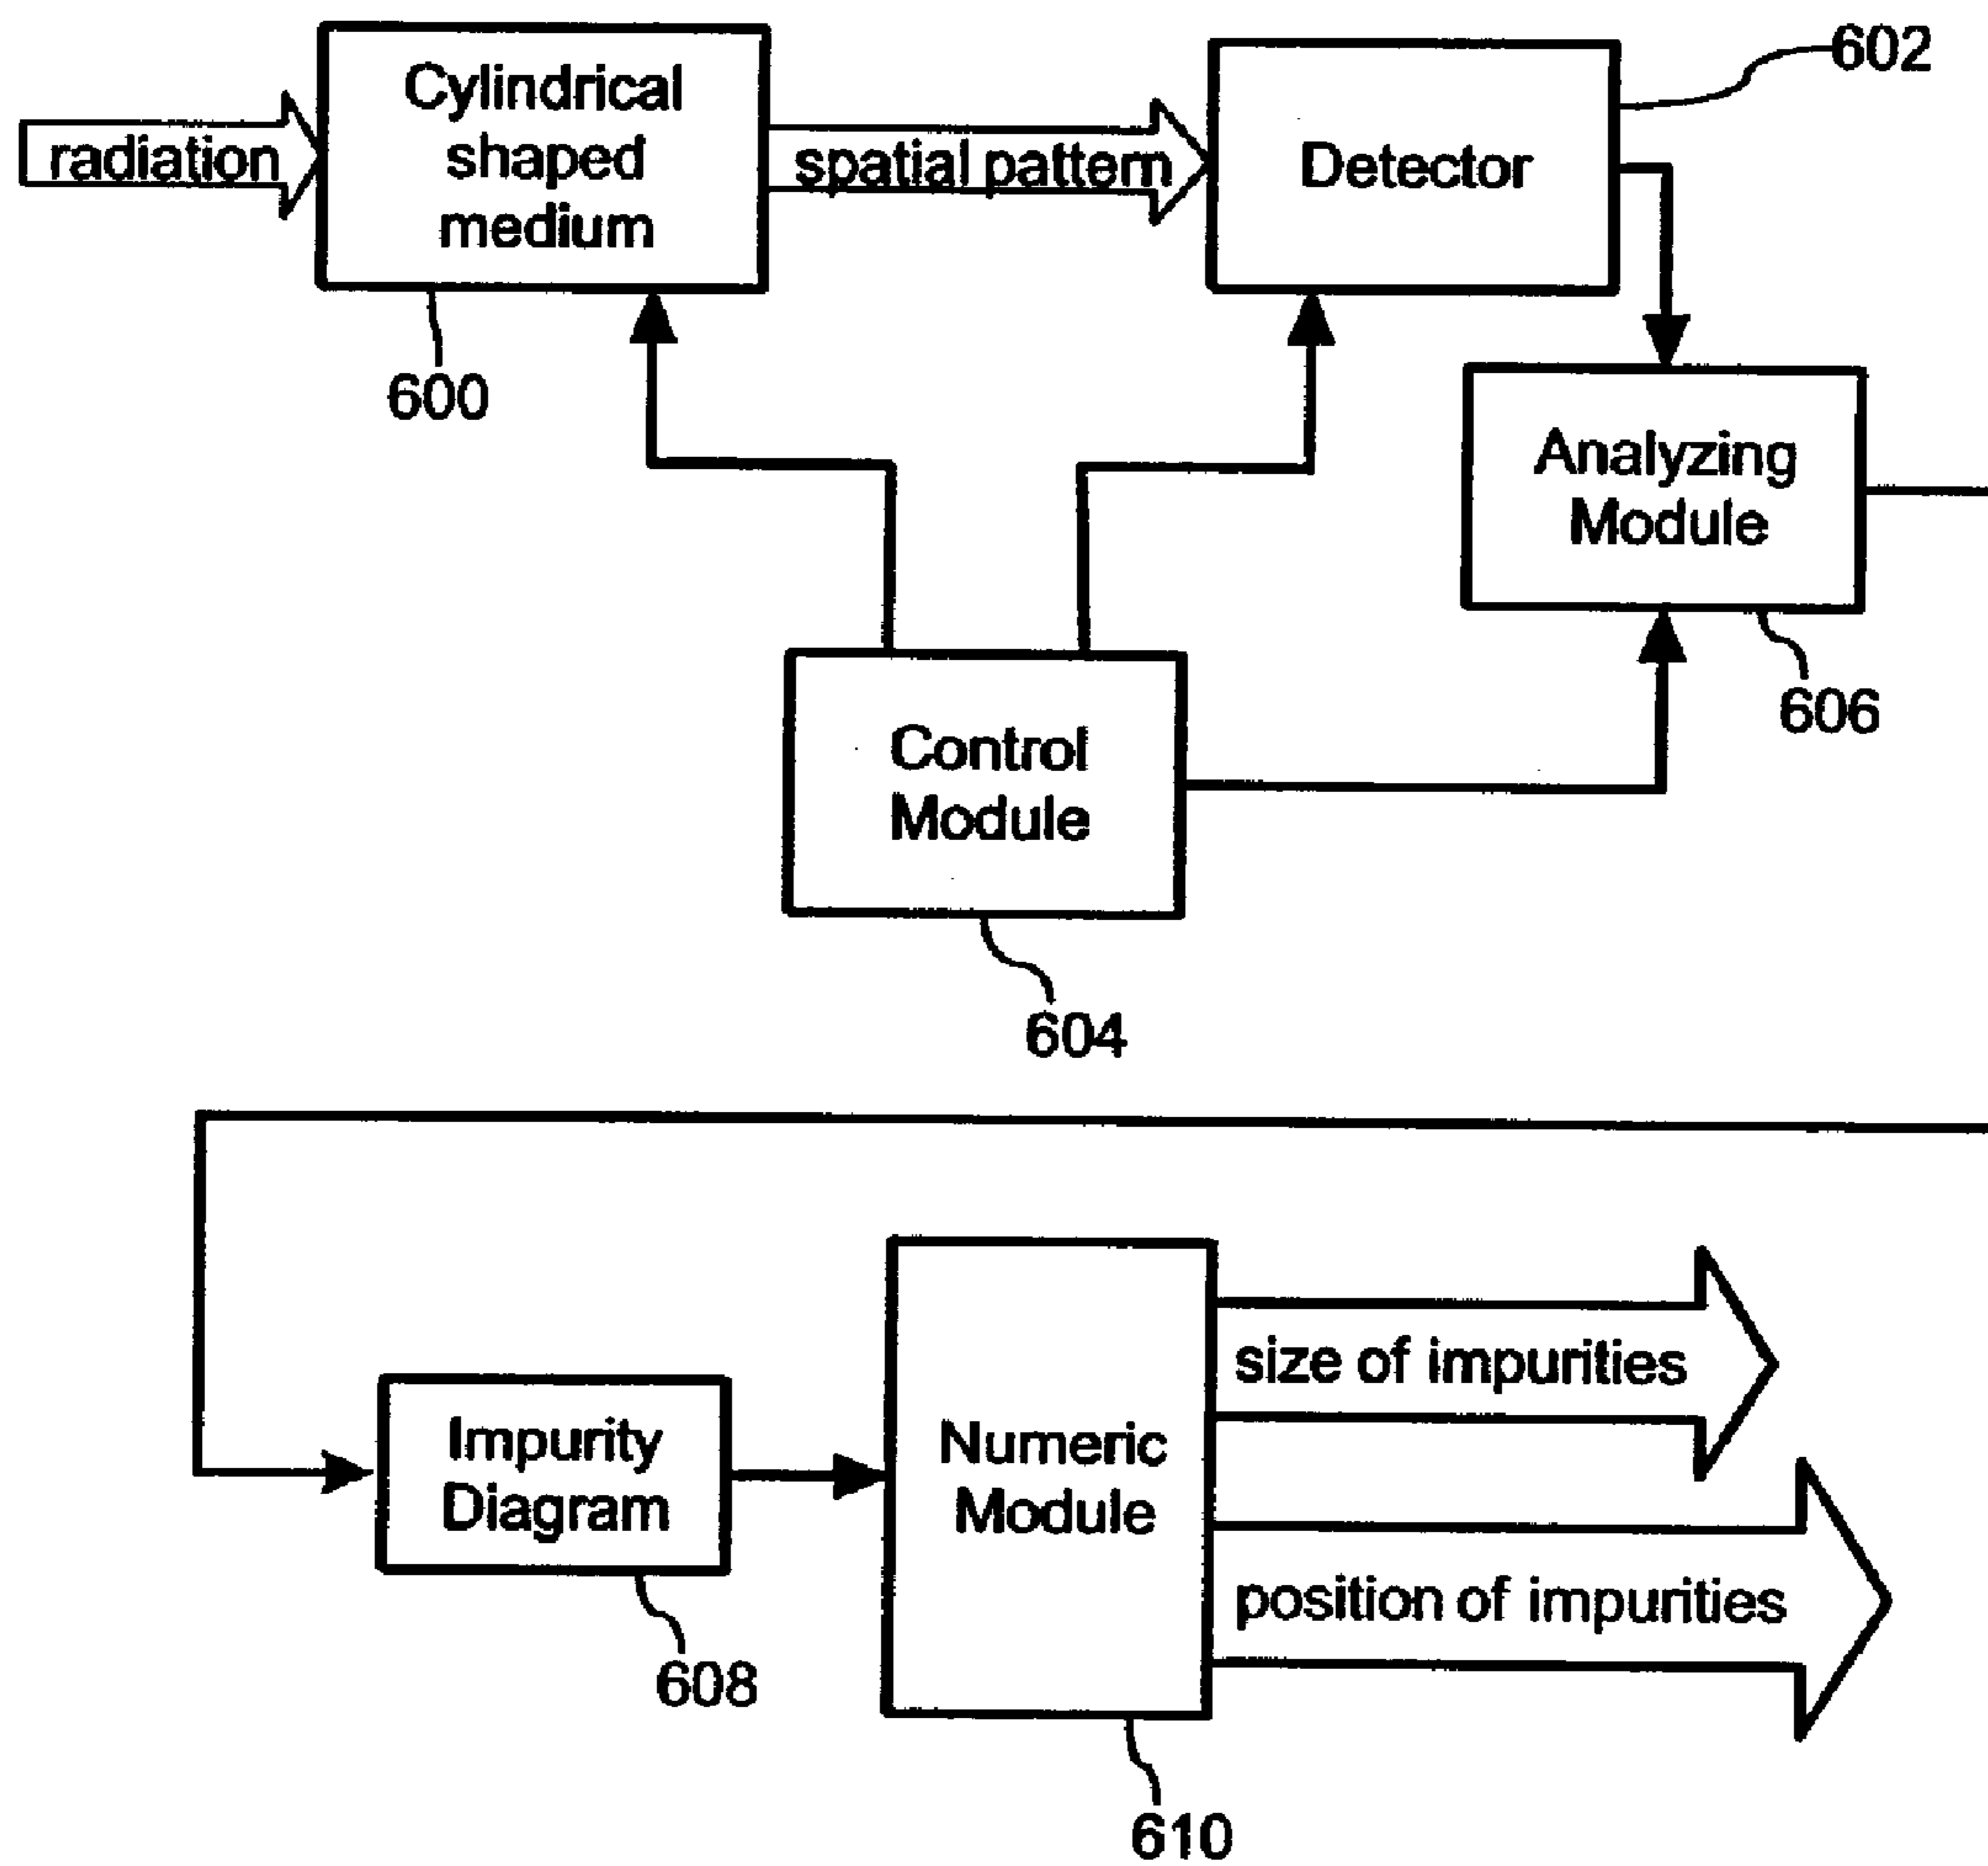 602
Cylindrical
shaped
medium
radiation
spatial pattern
Detector
600
Analyzing
Module
606
Control
Module
604
size of impurities
Impurity
Diagram
Numeric
Module
position of impurities
608
610